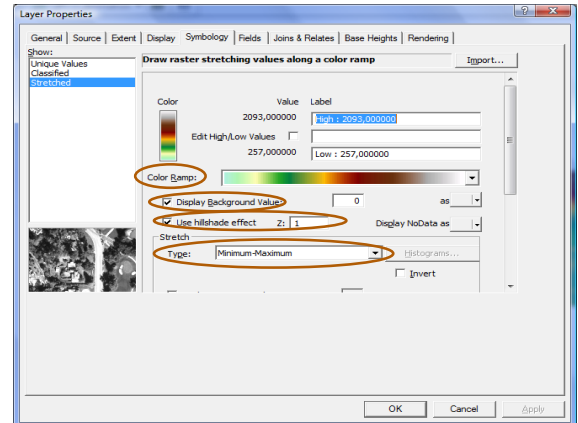 Layer Properties
General Source Extent Display Symbology Fields Joins & Relates Base Heights Rendering
Show:
Unique Values
Classified
Stretched
Draw raster stretching values along a color ramp
Import...
Color Value Label
2093,000000 High : 2093,000000
Edit High/Low Values
257,000000 Low : 257,000000
Color Ramp:
Display Background Value: 0 as
Use hillshade effect Z: 1 Display NoData as
Stretch
Type: Minimum-Maximum Histograms...
Invert
OK Cancel Apply